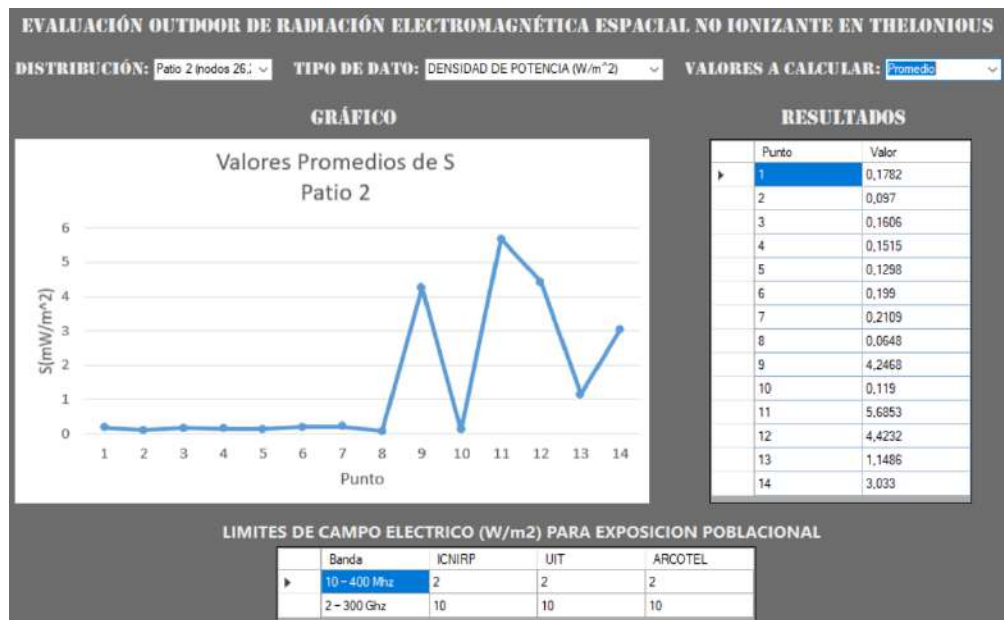 EVALUACIÓN OUTDOOR DE RADIACIÓN ELECTROMAGNÉTICA ESPACIAL NO IONIZANTE EN THELONIOUS
DISTRIBUCIÓN: Patio 2 (nodos 26,2 TIPO DE DATO: DENSIDAD DE POTENCIA (W/m^2) VALORES A CALCULAR: Promedio
GRÁFICO
Valores Promedios de S
Patio 2
6
5
4
3
2
1
0
S(mW/m^2)
1 2 3 4 5 6 7 8 9 10 11 12 13 14
Punto
RESULTADOS
Punto Valor
1 0,1782
2 0,097
3 0,1606
4 0,1515
5 0,1298
6 0,199
7 0,2109
8 0,0648
9 4,2468
10 0,119
11 5,6853
12 4,4232
13 1,1486
14 3,033
LIMITES DE CAMPO ELECTRICO (W/m2) PARA EXPOSICION POBLACIONAL
Banda ICNIRP UIT ARCOTEL
10 – 400 Mhz 2 2 2
2 – 300 Ghz 10 10 10